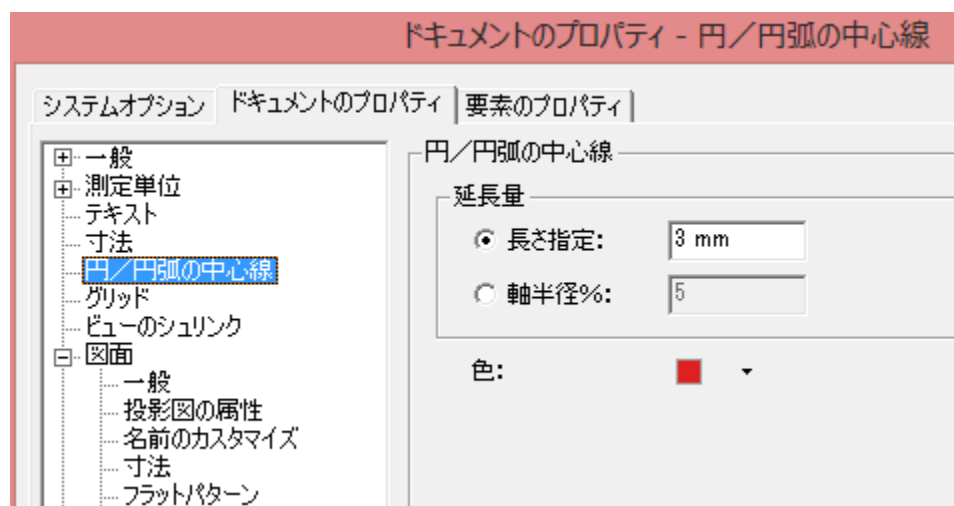 ドキュメントのプロパティ - 円／円弧の中心線
システムオプション ドキュメントのプロパティ 要素のプロパティ
一般
測定単位
テキスト
寸法
円／円弧の中心線
グリッド
ビューのシュリンク
図面
一般
投影図の属性
名前のカスタマイズ
寸法
フラットパターン
円／円弧の中心線
延長量
長さ指定: 3 mm
軸半径%: 5
色: